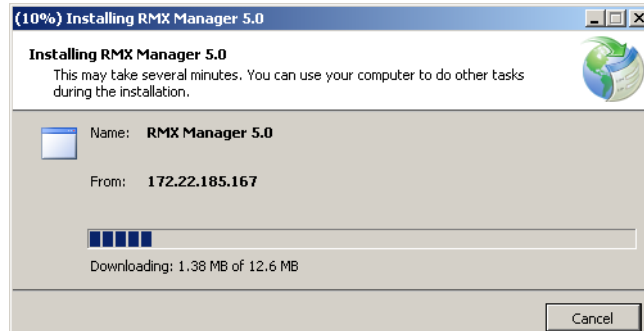 (10%) Installing RMX Manager 5.0
Installing RMX Manager 5.0
This may take several minutes. You can use your computer to do other tasks
during the installation.
Name: RMX Manager 5.0
From: 172.22.185.167
Downloading: 1.38 MB of 12.6 MB
Cancel